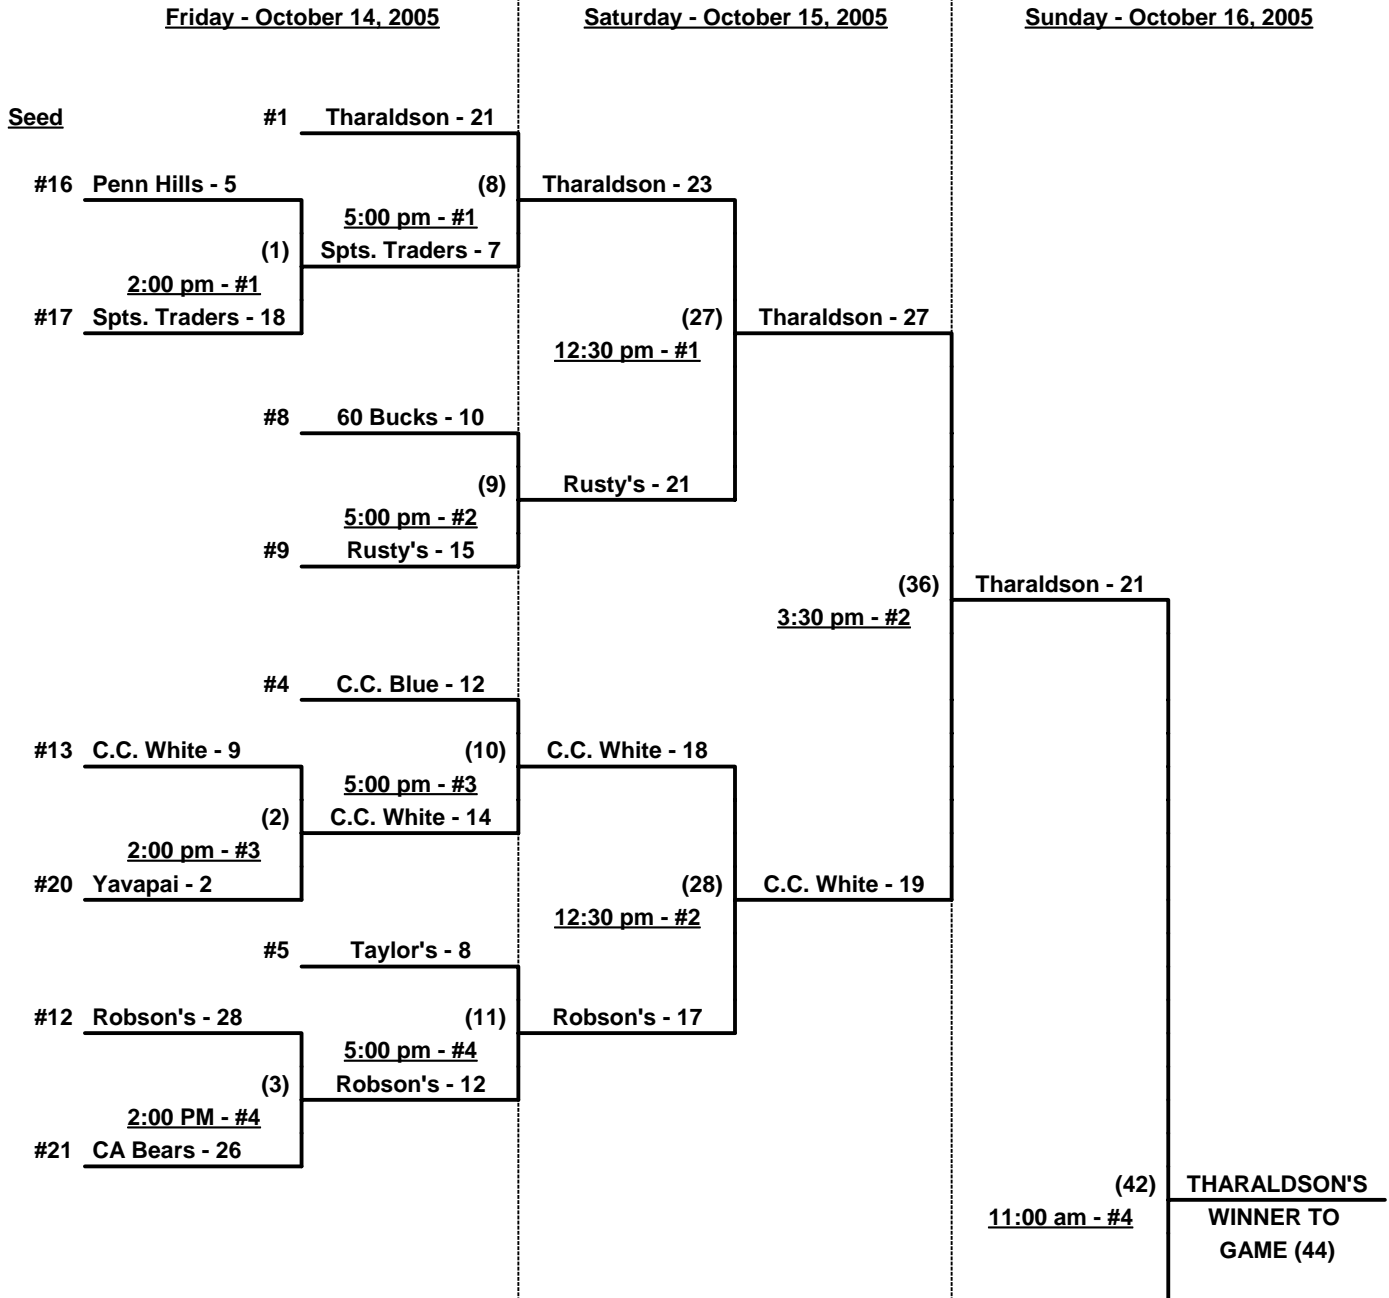 Friday - October 14, 2005 Saturday - October 15, 2005 Sunday - October 16, 2005
Seed #1 Tharaldson - 21
#16 Penn Hills - 5 (8) Tharaldson - 23
5:00 pm - #1
(1) Spts. Traders - 7
2:00 pm - #1
#17 Spts. Traders - 18 (27) Tharaldson - 27
12:30 pm - #1
#8 60 Bucks - 10
(9) Rusty's - 21
5:00 pm - #2
#9 Rusty's - 15
(36) Tharaldson - 21
3:30 pm - #2
#4 C.C. Blue - 12
#13 C.C. White - 9 (10) C.C. White - 18
5:00 pm - #3
(2) C.C. White - 14
2:00 pm - #3
#20 Yavapai - 2 (28) C.C. White - 19
12:30 pm - #2
#5 Taylor's - 8
#12 Robson's - 28 (11) Robson's - 17
5:00 pm - #4
(3) Robson's - 12
2:00 PM - #4
#21 CA Bears - 26
(42) THARALDSON'S
11:00 am - #4 WINNER TO
GAME (44)